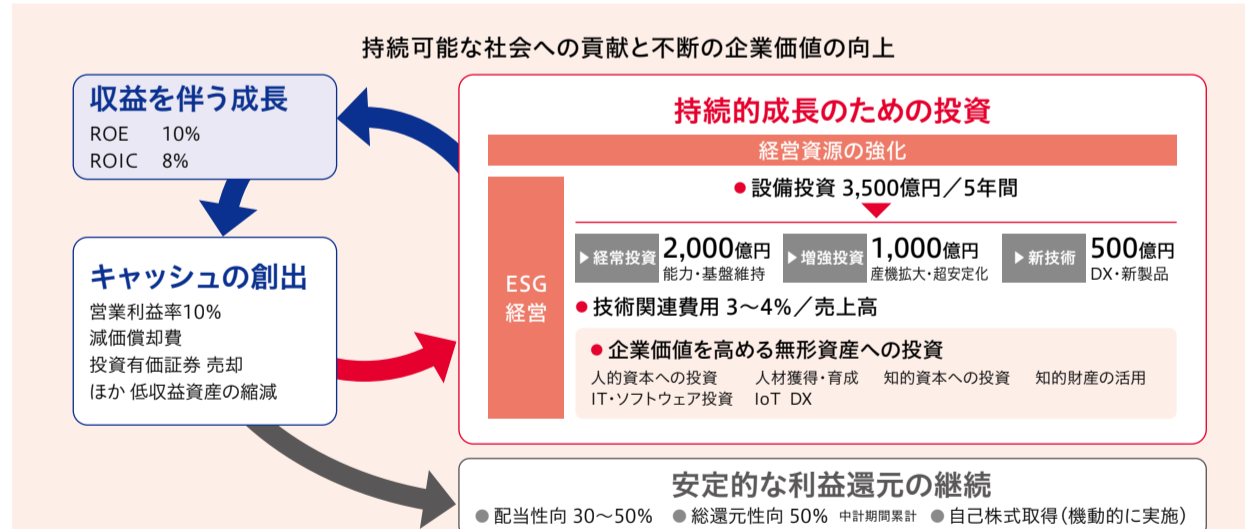 持続可能な社会への貢献と不断の企業価値の向上
収益を伴う成長
ROE 10%
ROIC 8%
キャッシュの創出
営業利益率10%
減価償却費
投資有価証券 売却
ほか 低収益資産の縮減
持続的成長のための投資
経営資源の強化
ESG
経営
●設備投資 3,500億円／5年間
▶経常投資 2,000億円
能力・基盤維持
▶増強投資 1,000億円
産機拡大・超安定化
▶新技術 500億円
DX・新製品
●技術関連費用 3～4%／売上高
●企業価値を高める無形資産への投資
人的資本への投資 人材獲得・育成 知的資本への投資 知的財産の活用
IT・ソフトウェア投資 IoT DX
安定的な利益還元の継続
●配当性向 30～50% ●総還元性向 50% 中計期間累計 ●自己株式取得（機動的に実施）